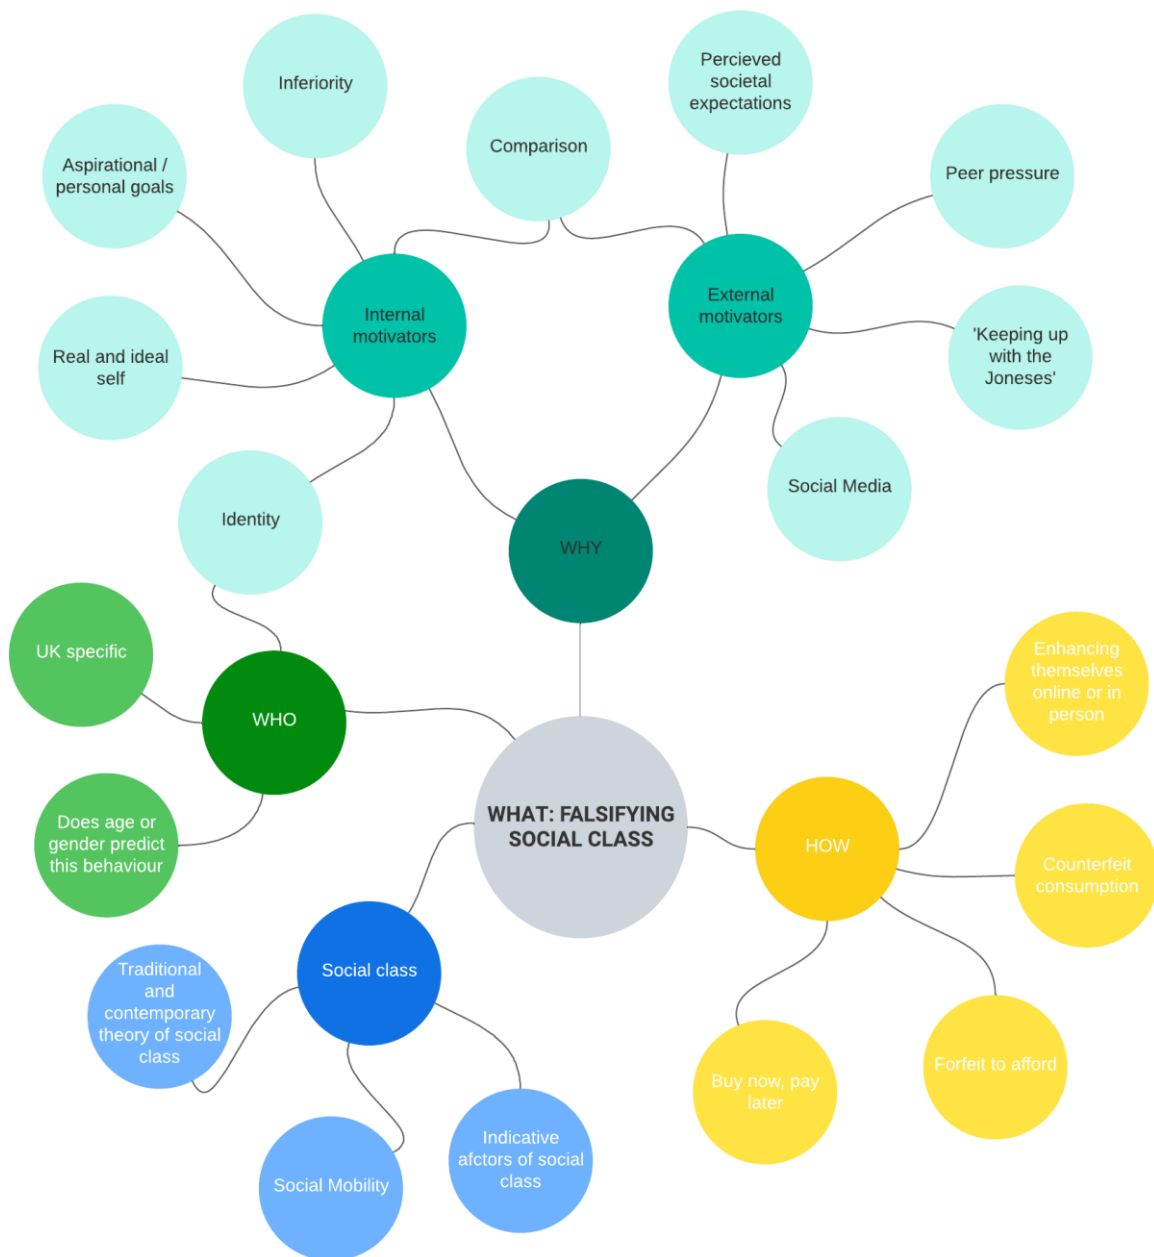 Inferiority
Percieved
societal
expectations
Comparison
Aspirational /
personal goals
Peer pressure
Internal
motivators
External
motivators
'Keeping up
with the
Joneses'
Real and ideal
self
Social Media
Identity
WHY
UK specific
WHO
Enhancing
themselves
online or in
person
Does age or
gender predict
this behaviour
WHAT: FALSIFYING
SOCIAL CLASS
HOW
Counterfeit
consumption
Social class
Traditional
and
contemporary
theory of social
class
Forfeit to afford
Buy now, pay
later
Indicative
afctors of social
class
Social Mobility